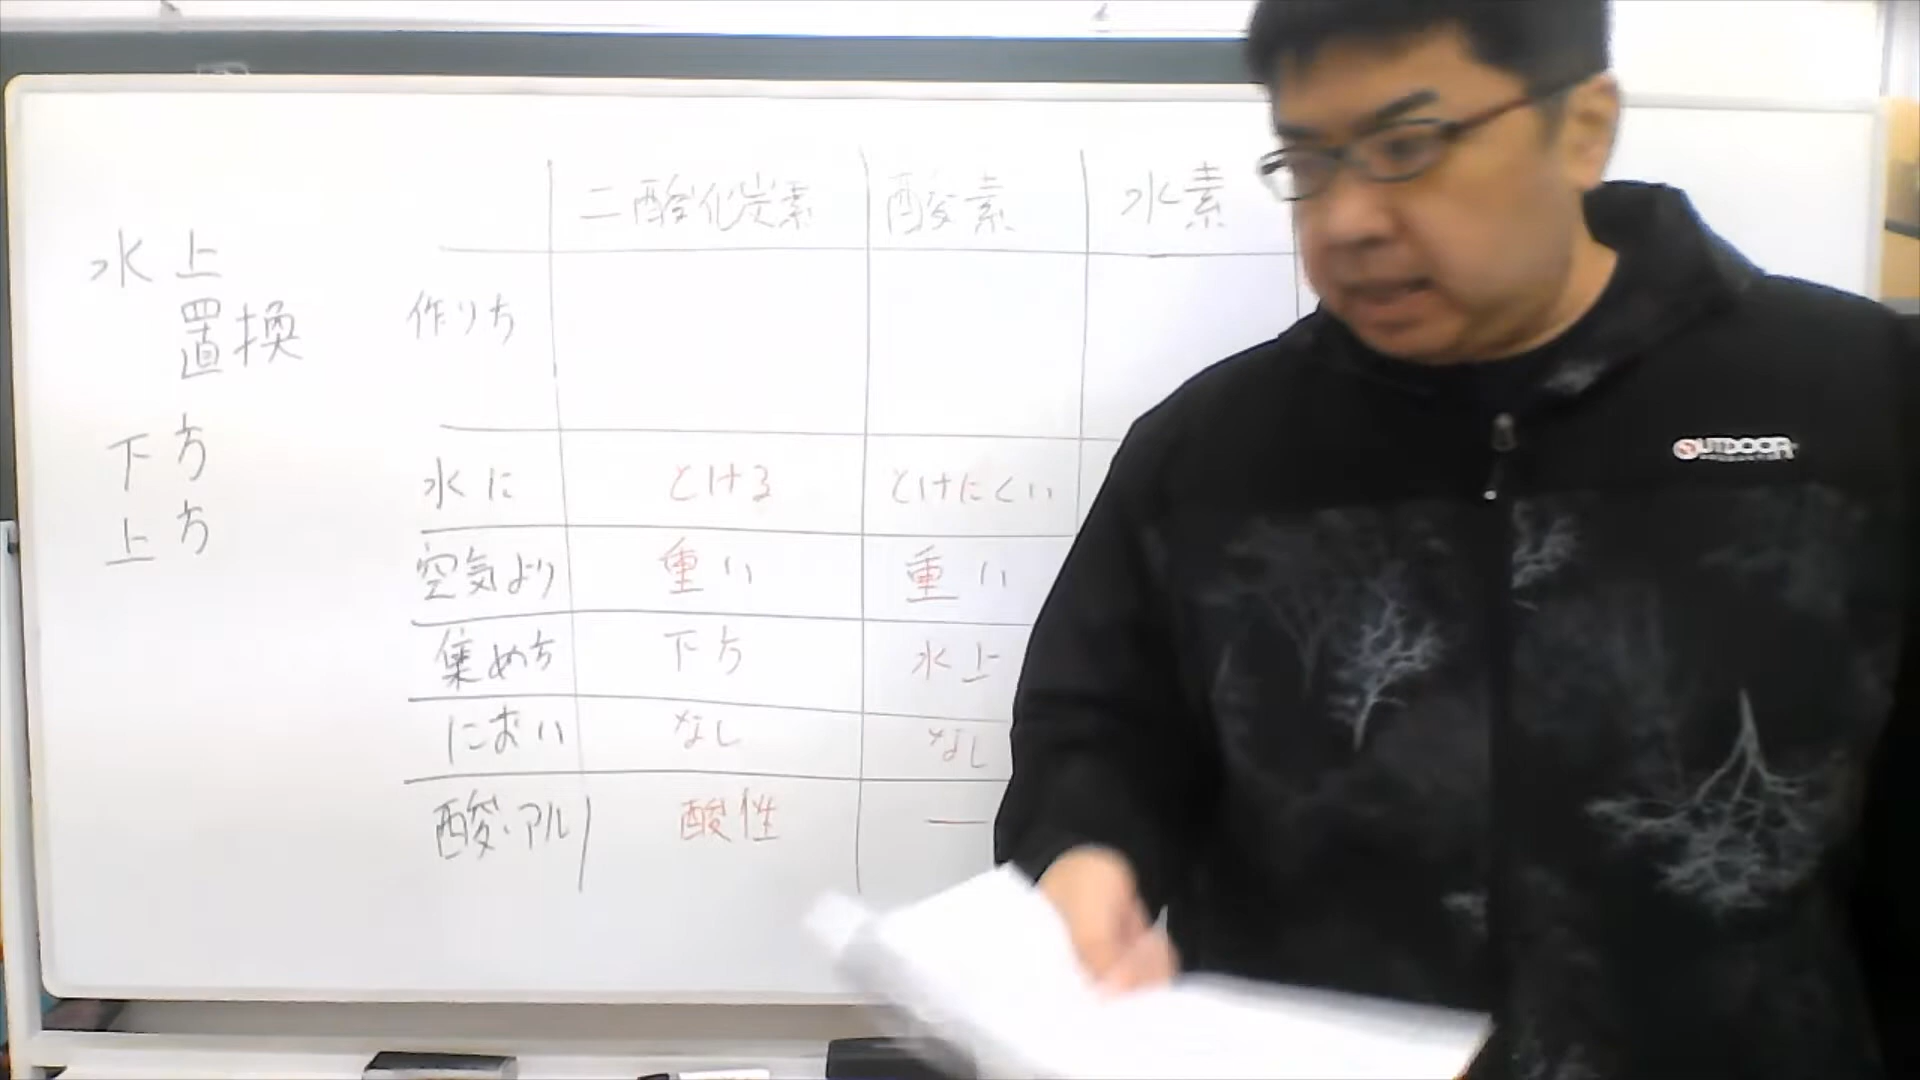 水上
置換
下方
上方
二酸化炭素 酸素 水素
作り方
水に とける とけにくい
空気より 重い 重い
集め方 下方 水上
におい なし なし
酸・アル 酸性 —
OUTDOOR